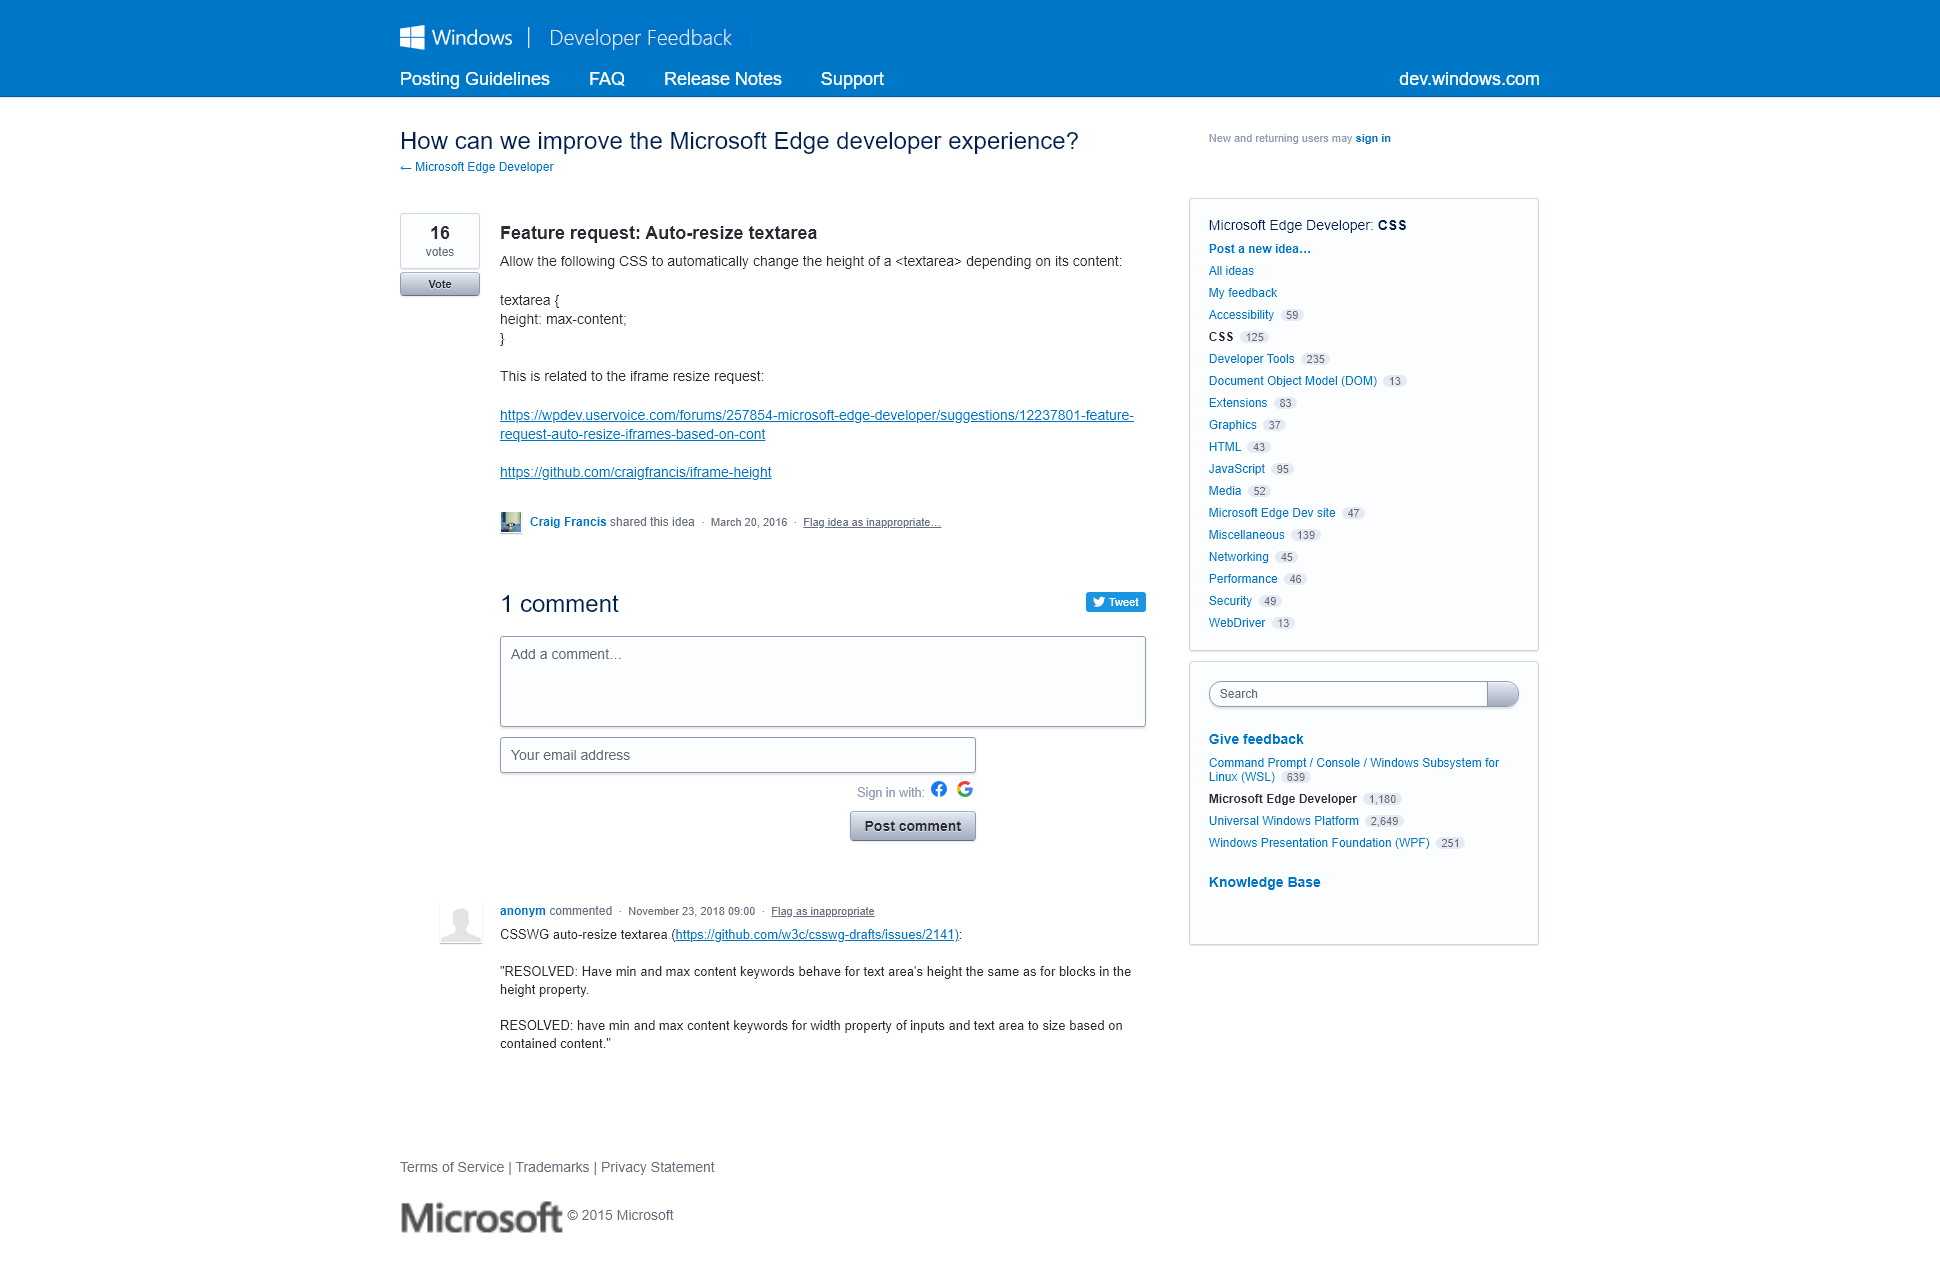 Windows | Developer Feedback
Posting Guidelines FAQ Release Notes Support dev.windows.com
How can we improve the Microsoft Edge developer experience?
← Microsoft Edge Developer
New and returning users may sign in
16
votes
Vote
Feature request: Auto-resize textarea
Allow the following CSS to automatically change the height of a <textarea> depending on its content:
textarea {
height: max-content;
}
This is related to the iframe resize request:
https://wpdev.uservoice.com/forums/257854-microsoft-edge-developer/suggestions/12237801-feature-
request-auto-resize-iframes-based-on-cont
https://github.com/craigfrancis/iframe-height
Craig Francis shared this idea · March 20, 2016 · Flag idea as inappropriate…
1 comment
Tweet
Add a comment…
Your email address
Sign in with:
Post comment
anonym commented · November 23, 2018 09:00 · Flag as inappropriate
CSSWG auto-resize textarea (https://github.com/w3c/csswg-drafts/issues/2141):
"RESOLVED: Have min and max content keywords behave for text area's height the same as for blocks in the
height property.
RESOLVED: have min and max content keywords for width property of inputs and text area to size based on
contained content."
Microsoft Edge Developer: CSS
Post a new idea…
All ideas
My feedback
Accessibility 59
CSS 125
Developer Tools 235
Document Object Model (DOM) 13
Extensions 83
Graphics 37
HTML 43
JavaScript 95
Media 52
Microsoft Edge Dev site 47
Miscellaneous 139
Networking 45
Performance 46
Security 49
WebDriver 13
Search
Give feedback
Command Prompt / Console / Windows Subsystem for
Linux (WSL) 639
Microsoft Edge Developer 1,180
Universal Windows Platform 2,649
Windows Presentation Foundation (WPF) 251
Knowledge Base
Terms of Service | Trademarks | Privacy Statement
Microsoft © 2015 Microsoft